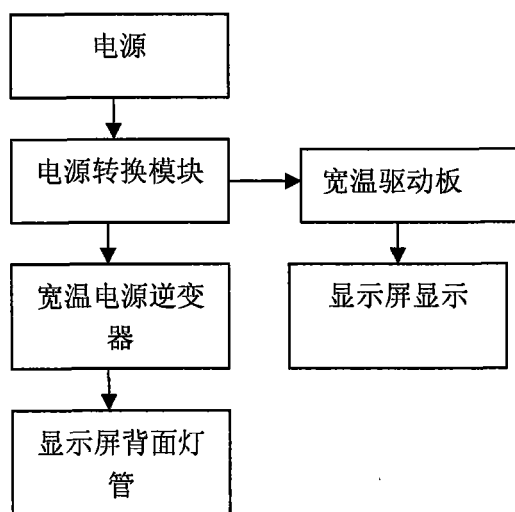 电源
电源转换模块
宽温驱动板
宽温电源逆变
器
显示屏显示
显示屏背面灯
管